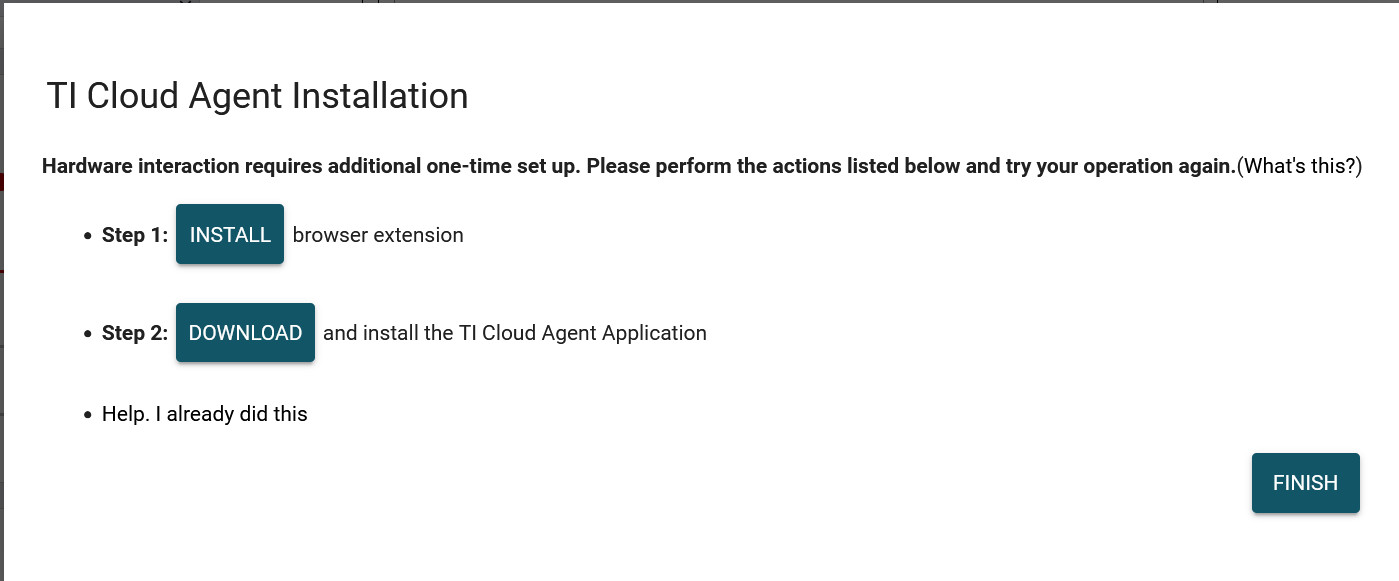 TI Cloud Agent Installation
Hardware interaction requires additional one-time set up. Please perform the actions listed below and try your operation again.(What's this?)
• Step 1: INSTALL browser extension
• Step 2: DOWNLOAD and install the TI Cloud Agent Application
• Help. I already did this
FINISH